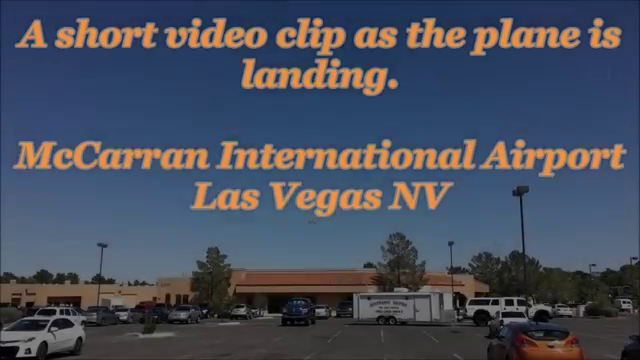 A short video clip as the plane is
landing.
McCarran International Airport
Las Vegas NV